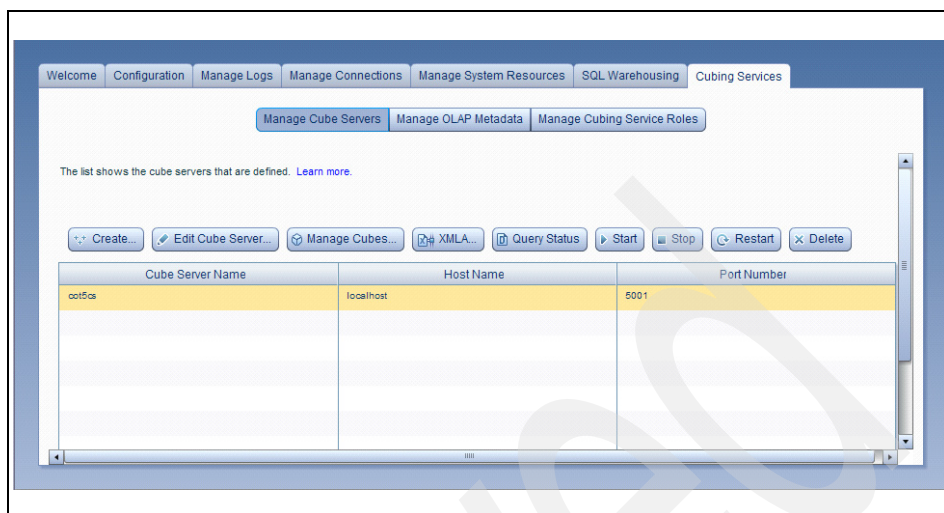 Welcome Configuration Manage Logs Manage Connections Manage System Resources SQL Warehousing Cubing Services
Manage Cube Servers Manage OLAP Metadata Manage Cubing Service Roles
The list shows the cube servers that are defined. Learn more.
Create... Edit Cube Server... Manage Cubes... XMLA... Query Status Start Stop Restart Delete
Cube Server Name Host Name Port Number
cot5cs localhost 5001